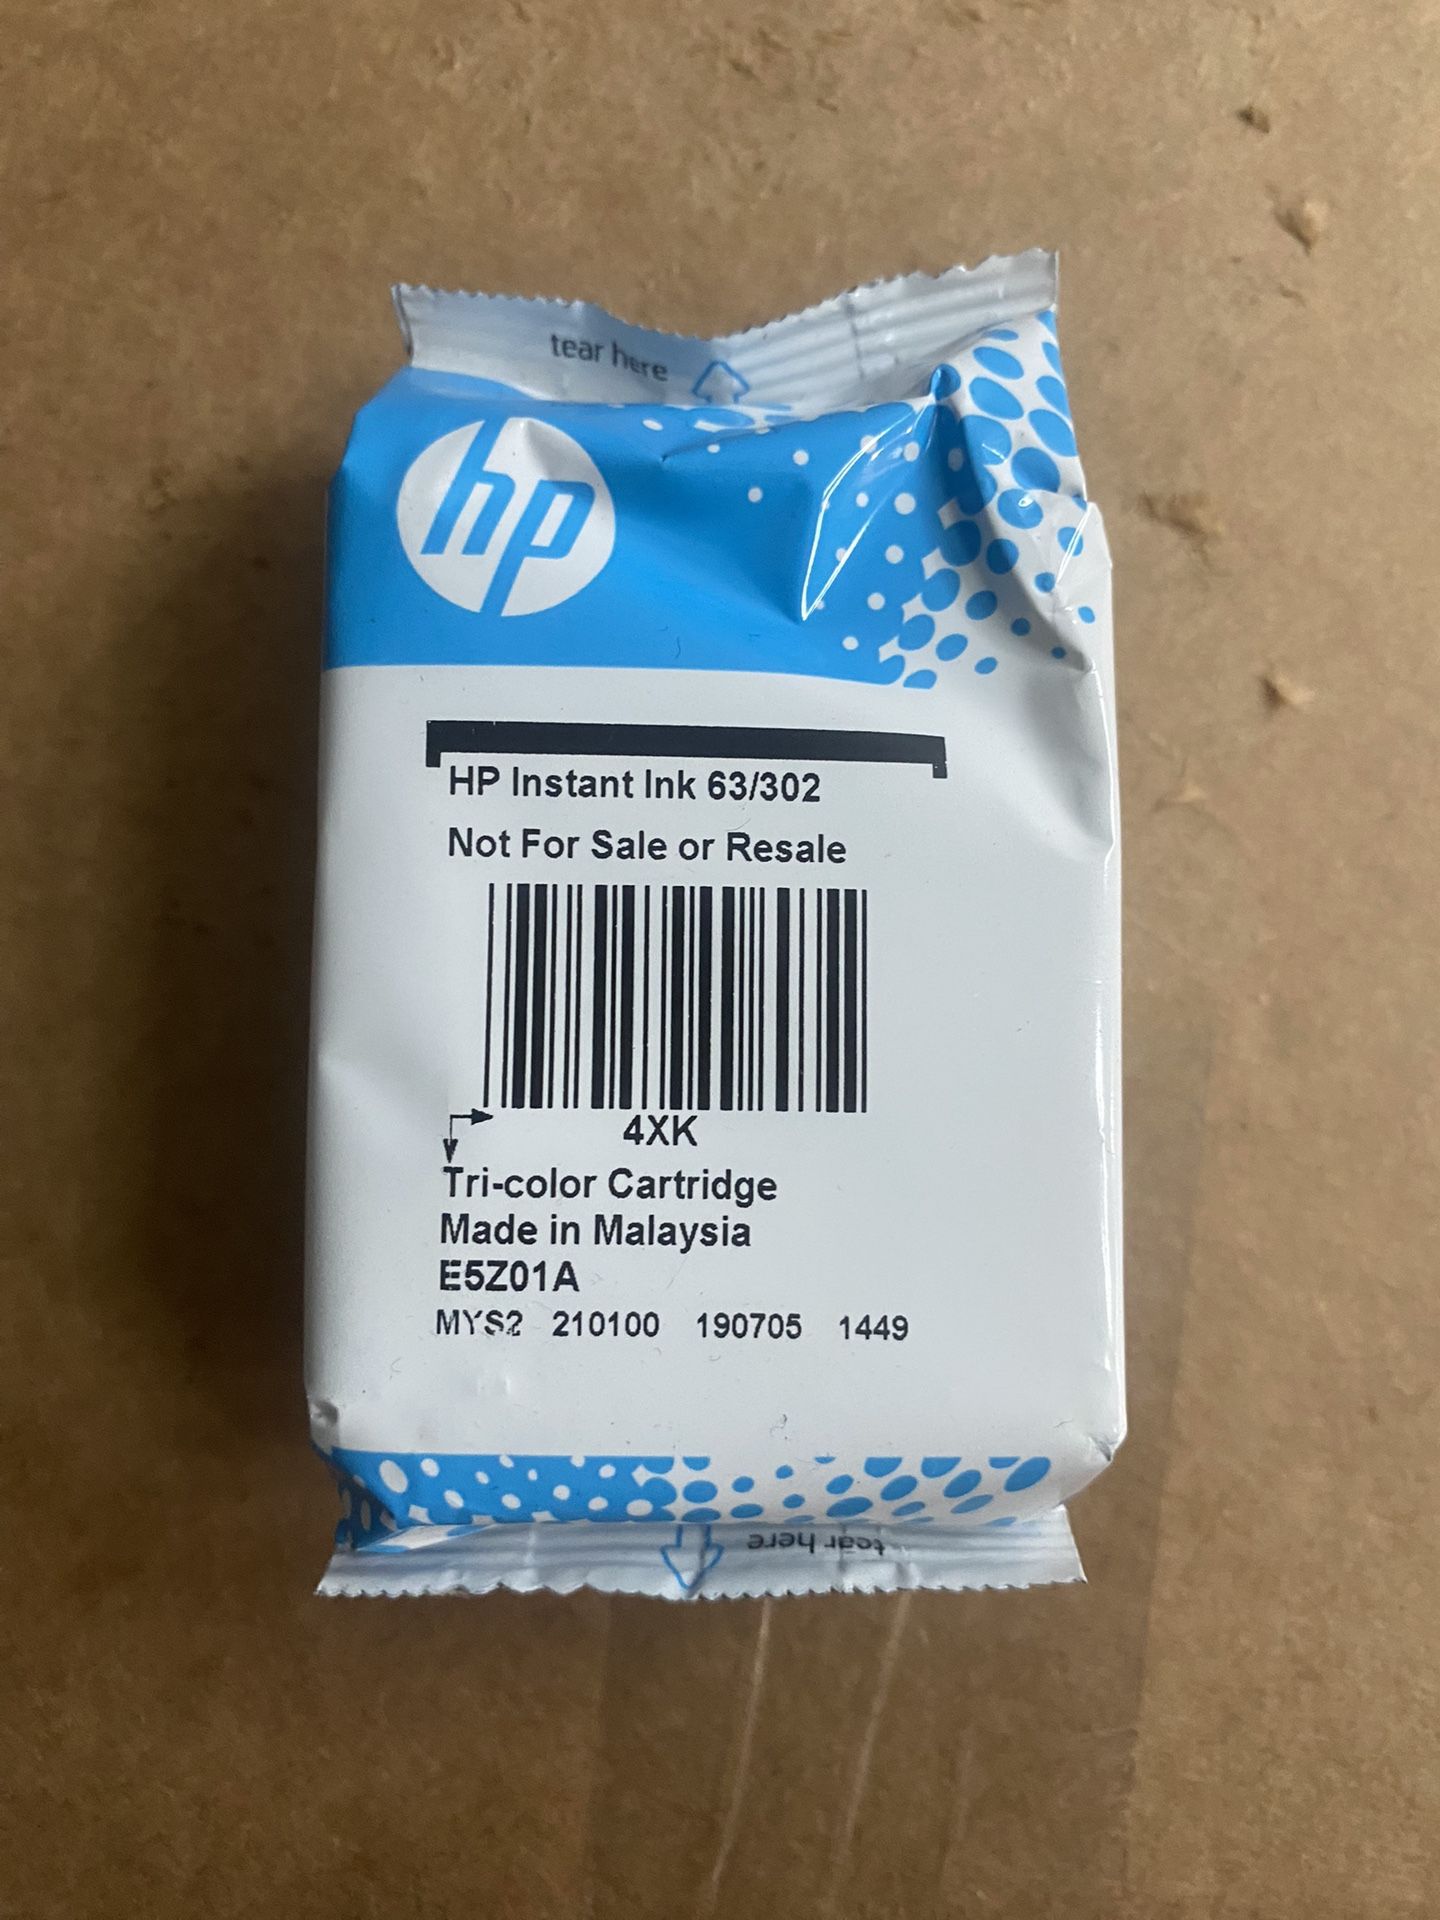 tear here
hp
HP Instant Ink 63/302
Not For Sale or Resale
4XK
Tri-color Cartridge
Made in Malaysia
E5Z01A
MYS2 210100 190705 1449
tear here